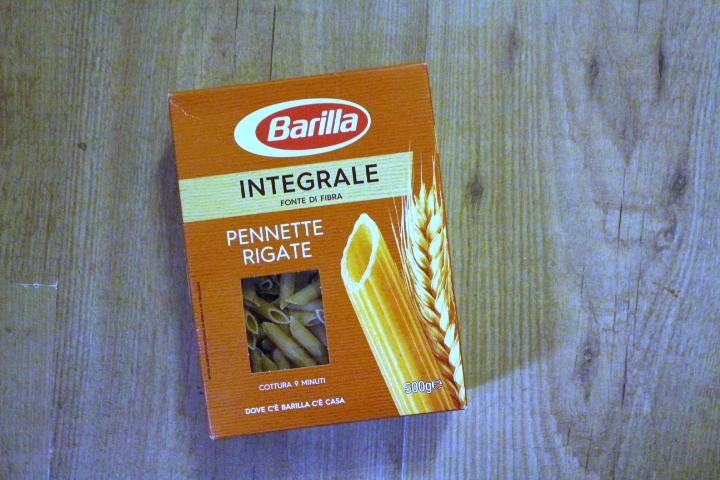 Barilla
INTEGRALE
FONTE DI FIBRA
PENNETTE
RIGATE
COTTURA 9 MINUTI
500g℮
DOVE C'È BARILLA C'È CASA